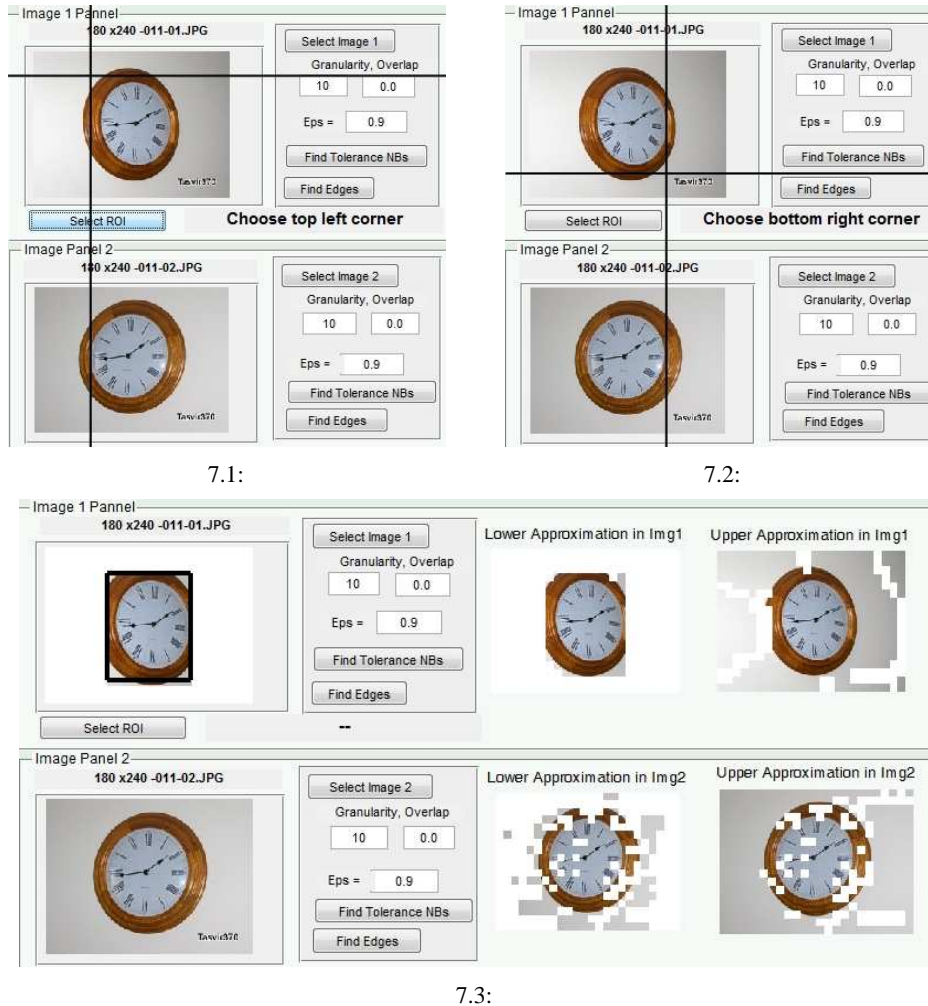 Image 1 Pannel
180 x240 -011-01.JPG
Select Image 1
Granularity, Overlap
10 0.0
Eps = 0.9
Find Tolerance NBs
Find Edges
Tasvir370
Select ROI Choose top left corner
Image Panel 2
180 x240 -011-02.JPG
Select Image 2
Granularity, Overlap
10 0.0
Eps = 0.9
Find Tolerance NBs
Find Edges
Tasvir370
7.1:
Image 1 Pannel
180 x240 -011-01.JPG
Select Image 1
Granularity, Overlap
10 0.0
Eps = 0.9
Find Tolerance NBs
Find Edges
Tasvir370
Select ROI Choose bottom right corner
Image Panel 2
180 x240 -011-02.JPG
Select Image 2
Granularity, Overlap
10 0.0
Eps = 0.9
Find Tolerance NBs
Find Edges
Tasvir370
7.2:
Image 1 Pannel
180 x240 -011-01.JPG
Select Image 1
Granularity, Overlap
10 0.0
Eps = 0.9
Find Tolerance NBs
Find Edges
Select ROI --
Lower Approximation in Img1
Upper Approximation in Img1
Image Panel 2
180 x240 -011-02.JPG
Select Image 2
Granularity, Overlap
10 0.0
Eps = 0.9
Find Tolerance NBs
Find Edges
Tasvir370
Lower Approximation in Img2
Upper Approximation in Img2
7.3: